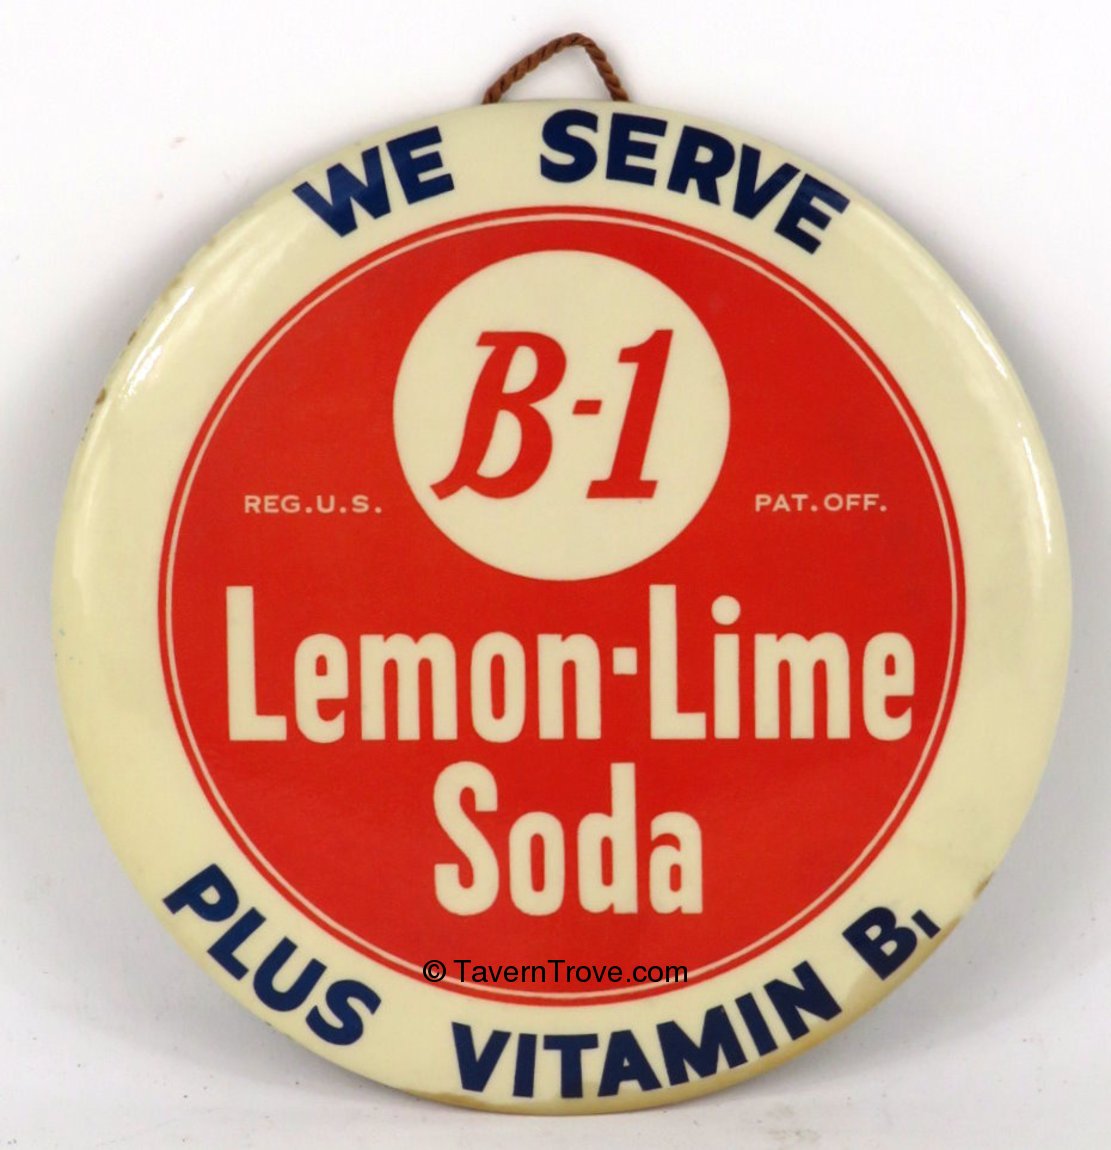 WE SERVE
B-1
REG.U.S. PAT.OFF.
Lemon-Lime
Soda
PLUS VITAMIN B₁
© TavernTrove.com